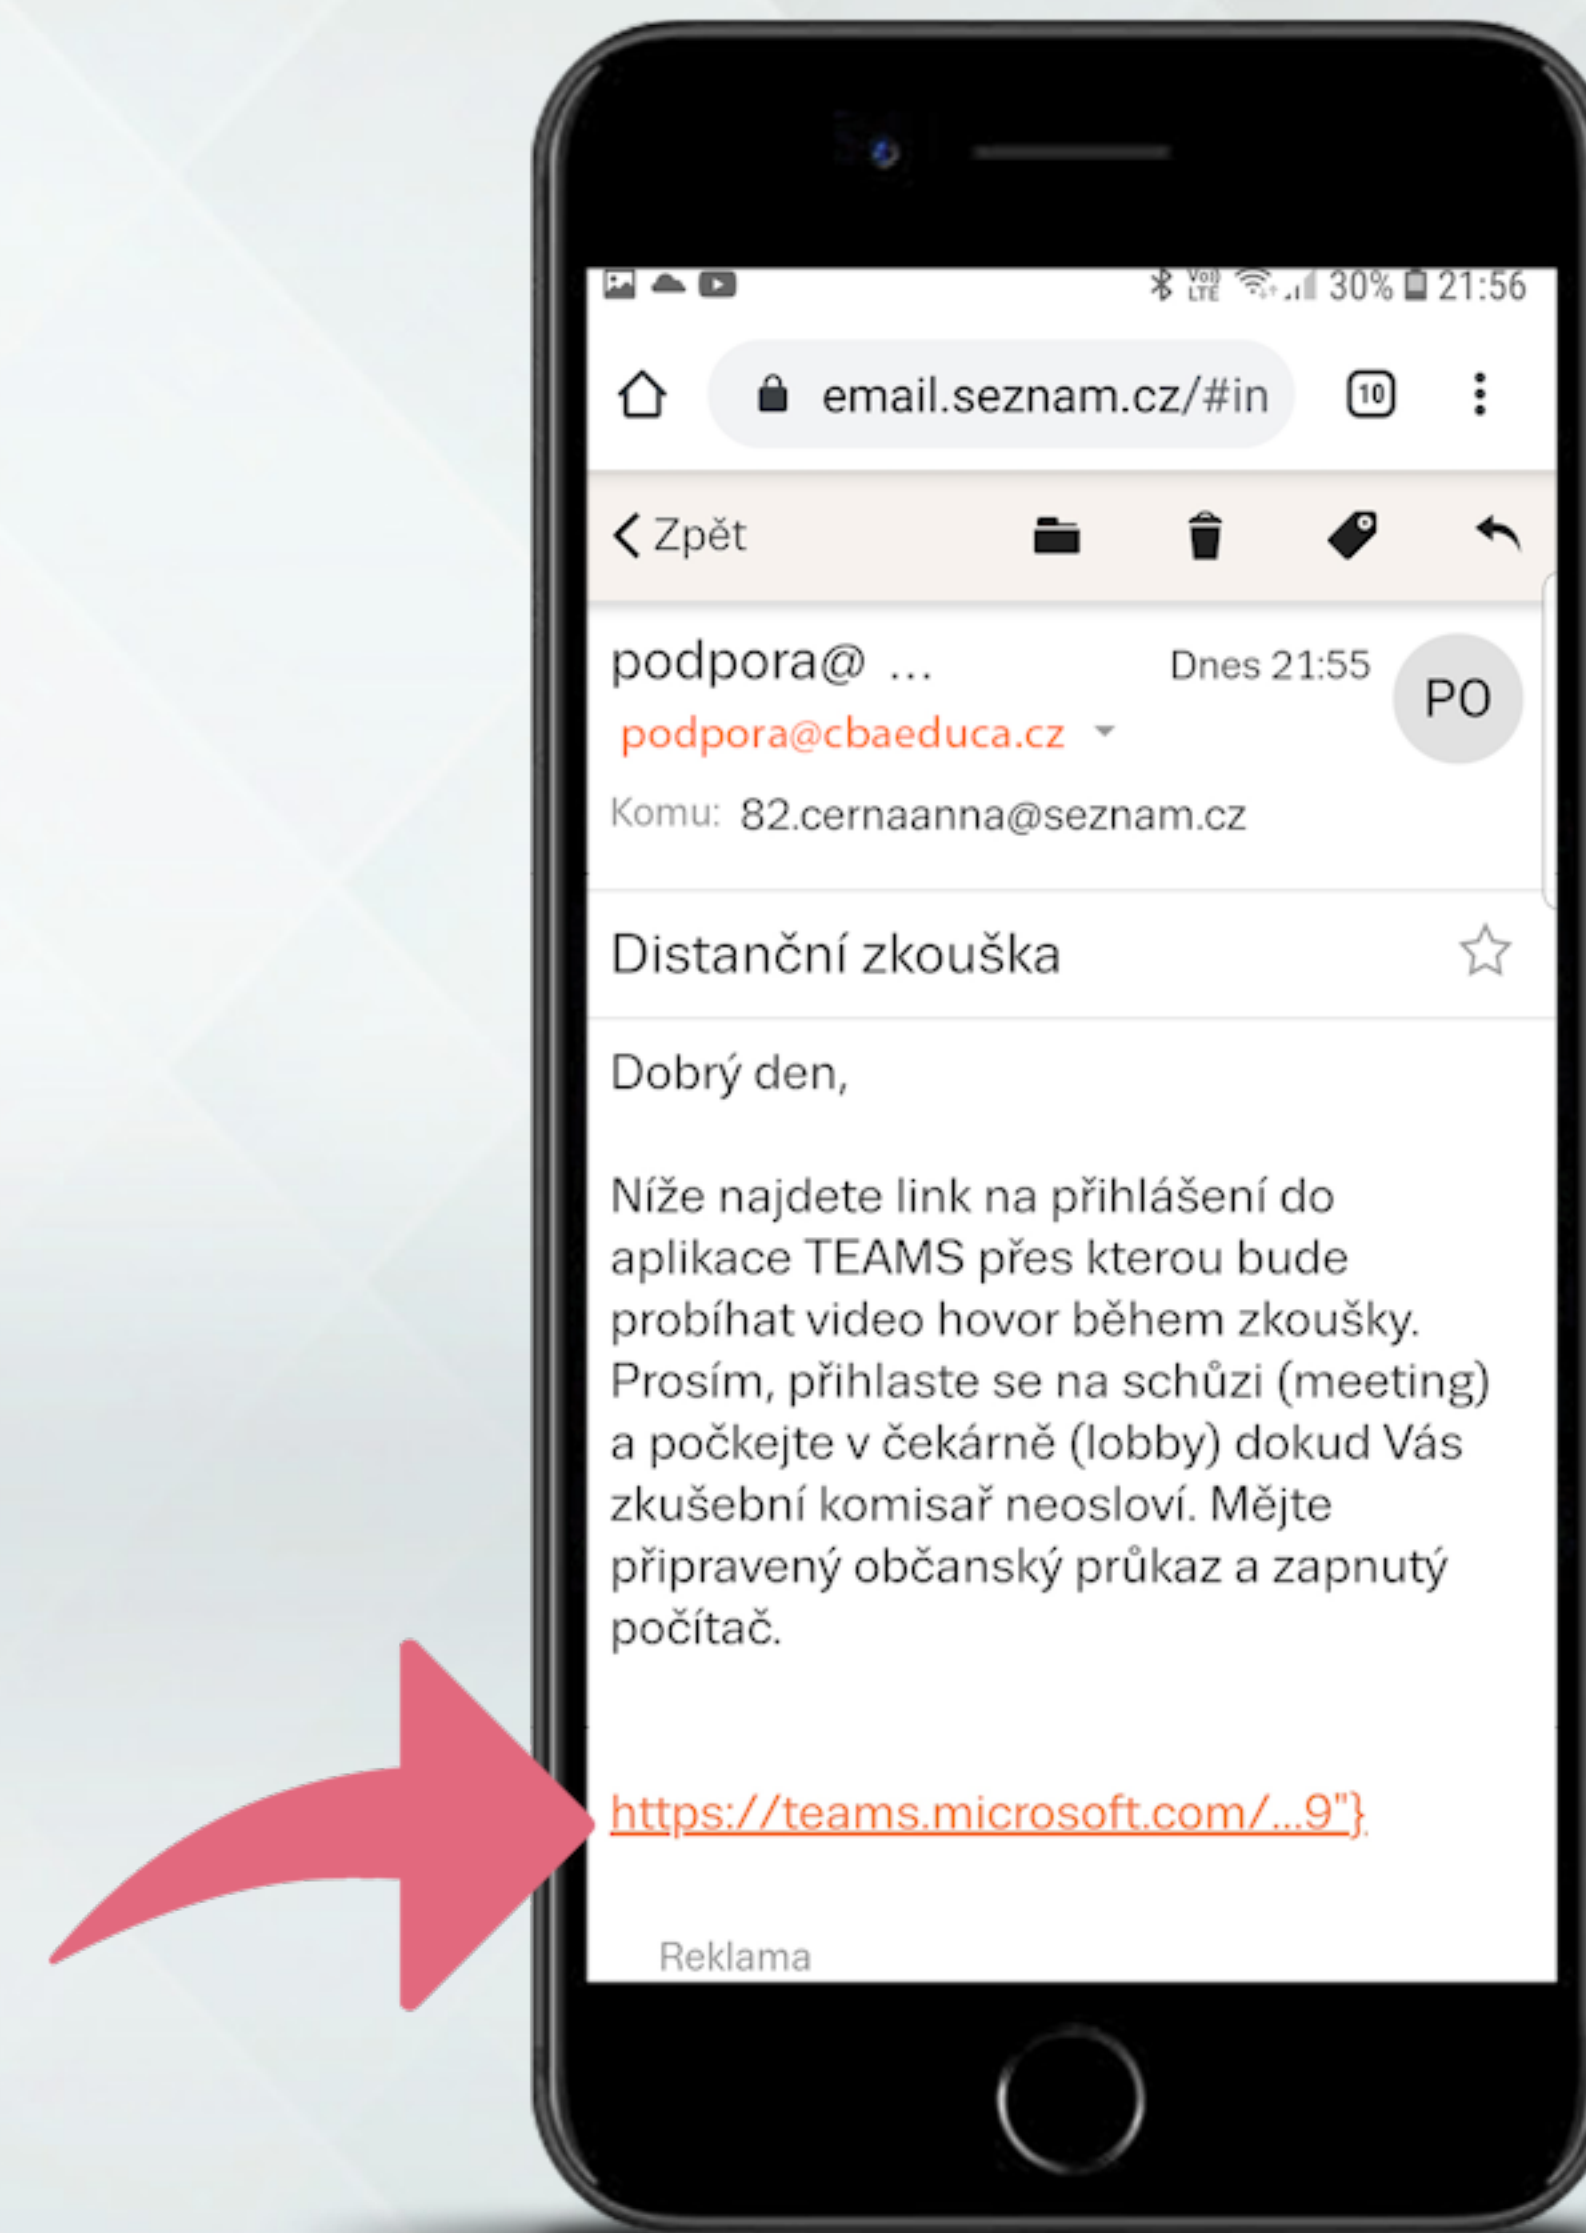 Vo)) LTE 30% 21:56
email.seznam.cz/#in 10
Zpět
podpora@ ... Dnes 21:55
PO
podpora@cbaeduca.cz
Komu: 82.cernaanna@seznam.cz
Distanční zkouška
Dobrý den,
Níže najdete link na přihlášení do
aplikace TEAMS přes kterou bude
probíhat video hovor během zkoušky.
Prosím, přihlaste se na schůzi (meeting)
a počkejte v čekárně (lobby) dokud Vás
zkušební komisař neosloví. Mějte
připravený občanský průkaz a zapnutý
počítač.
https://teams.microsoft.com/...9"}
Reklama